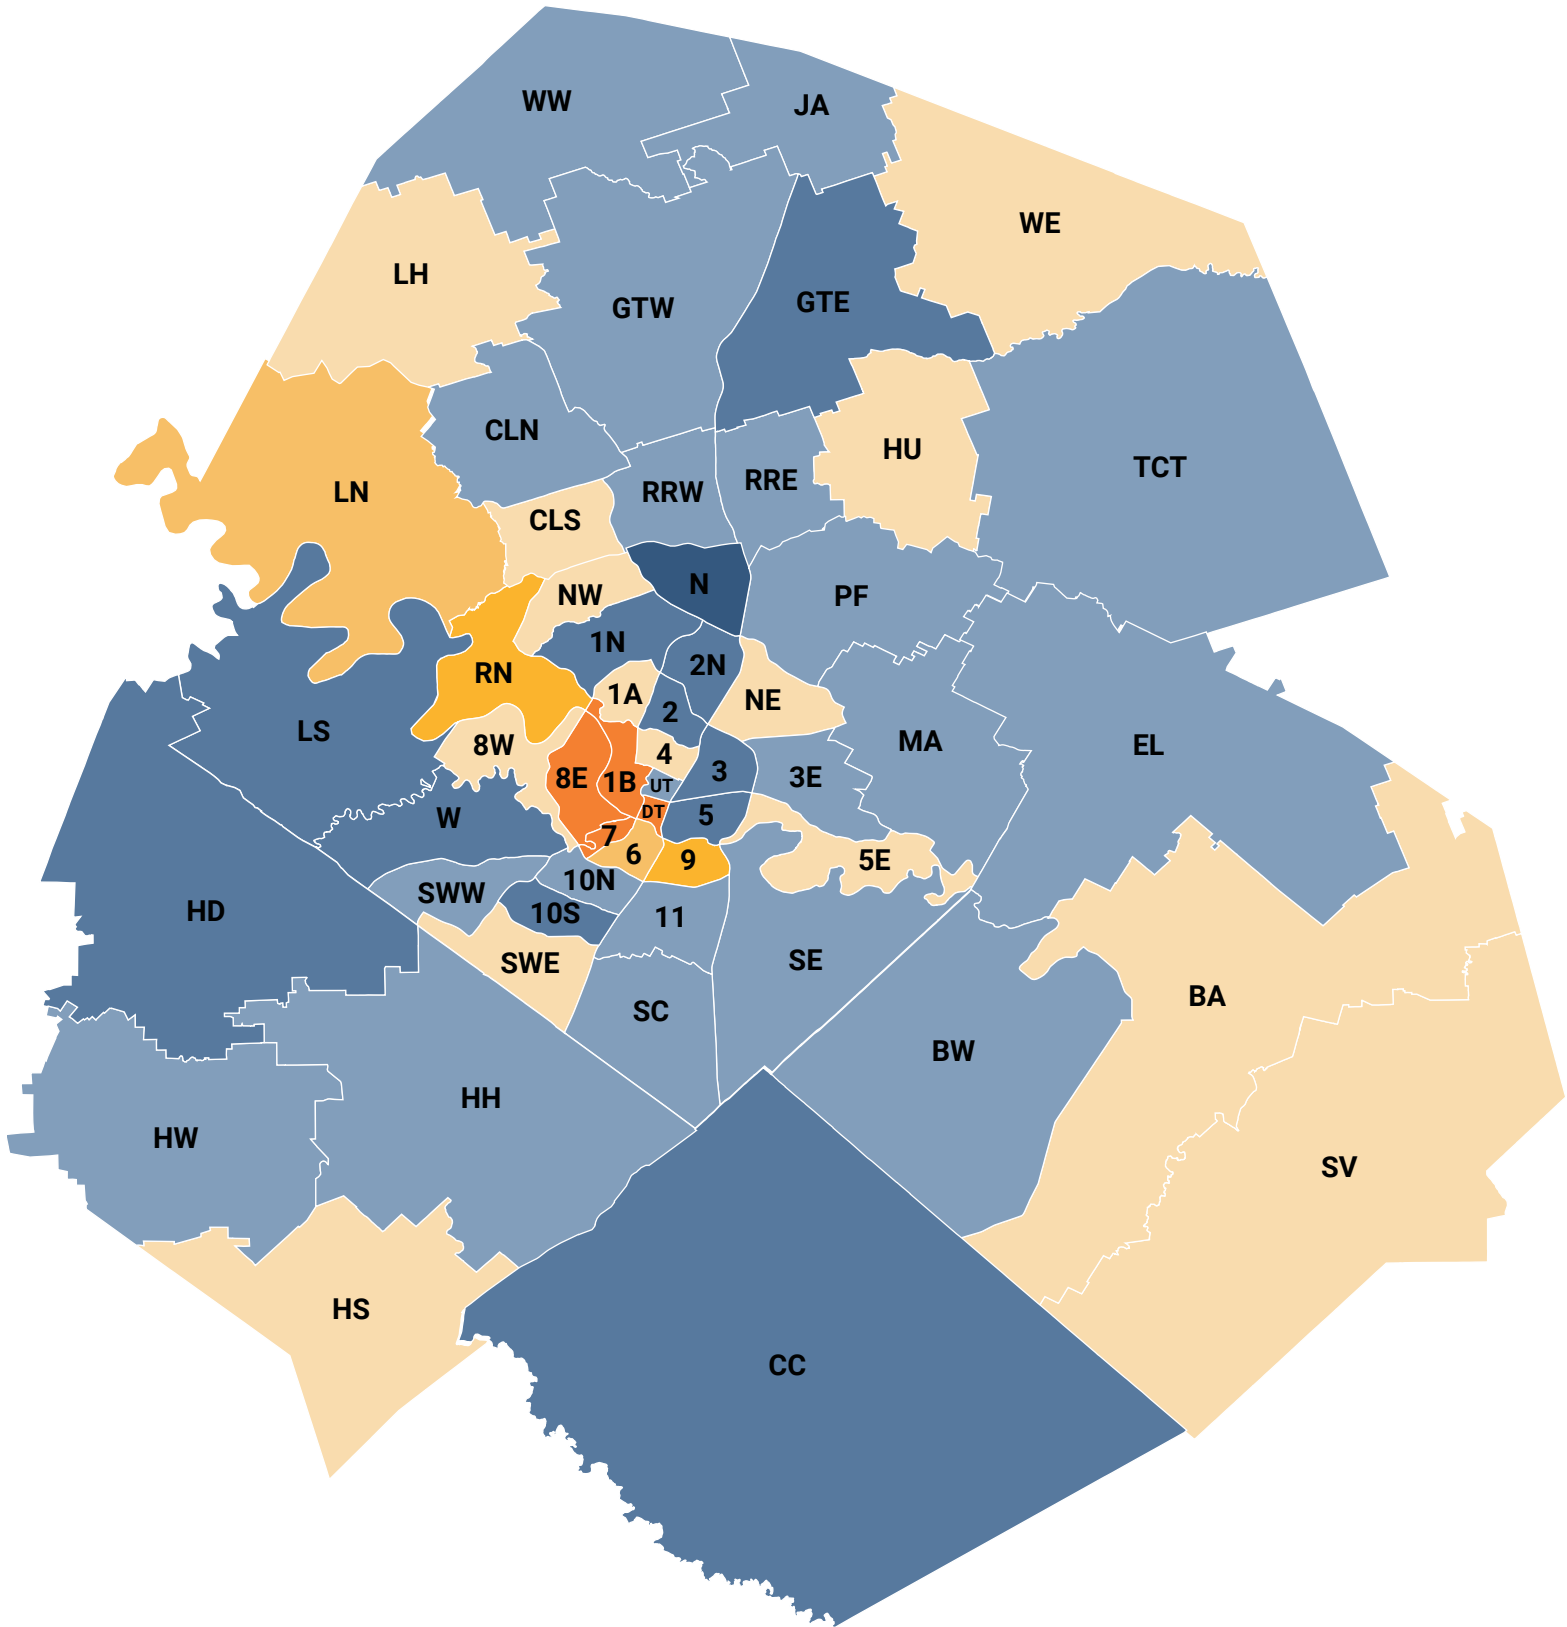 WW
JA
WE
LH
GTW
GTE
CLN
HU
TCT
LN
RRW
RRE
CLS
N
NW
PF
1N
2N
RN
1A
NE
2
LS
8W
4
MA
EL
8E
1B
UT
3
3E
W
DT
5
7
6
9
5E
10N
SWW
HD
10S
11
SWE
SE
BA
SC
BW
HH
HW
SV
HS
CC